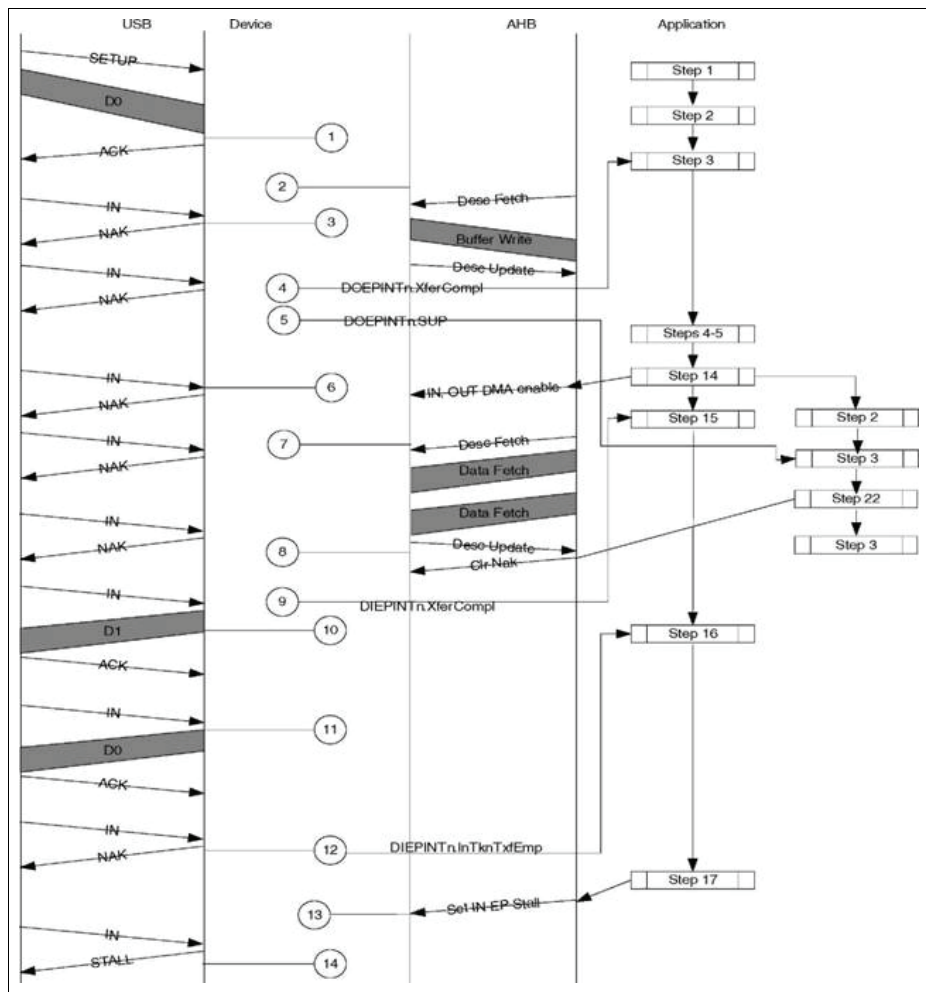 USB Device AHB Application
SETUP
Step 1
D0
Step 2
1
ACK
Step 3
2
Desc Fetch
IN
3
NAK
Buffer Write
IN
Desc Update
4
DOEPINTn.XferCompl
NAK
5
DOEPINTn.SUP
Steps 4-5
IN
6
IN, OUT DMA enable
Step 14
NAK
Step 15
Step 2
IN
7
Desc Fetch
NAK
Data Fetch
Step 3
Step 22
IN
Data Fetch
NAK
8
Desc Update
Step 3
Clr Nak
IN
9
DIEPINTn.XferCompl
D1
10
Step 16
ACK
IN
11
D0
ACK
IN
12
DIEPINTn.InTknTxfEmp
NAK
Step 17
13
Set IN EP Stall
IN
STALL
14